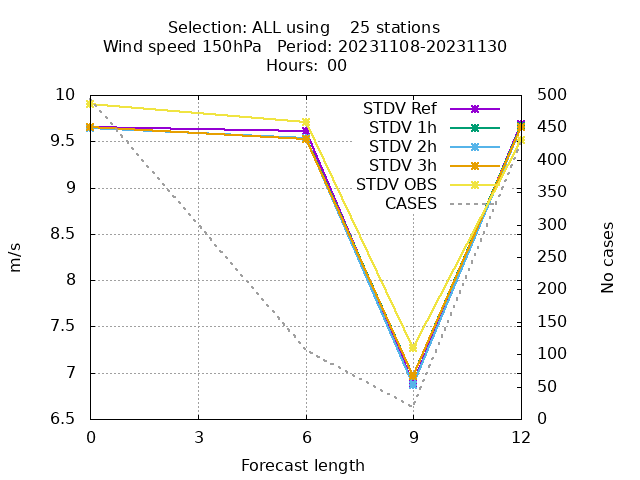 Selection: ALL using    25 stations
Wind speed 150hPa   Period: 20231108-20231130
Hours: 00
STDV Ref
STDV 1h
STDV 2h
STDV 3h
STDV OBS
CASES
10
9.5
9
8.5
8
7.5
7
6.5
500
450
400
350
300
250
200
150
100
50
0
m/s
No cases
0 3 6 9 12
Forecast length